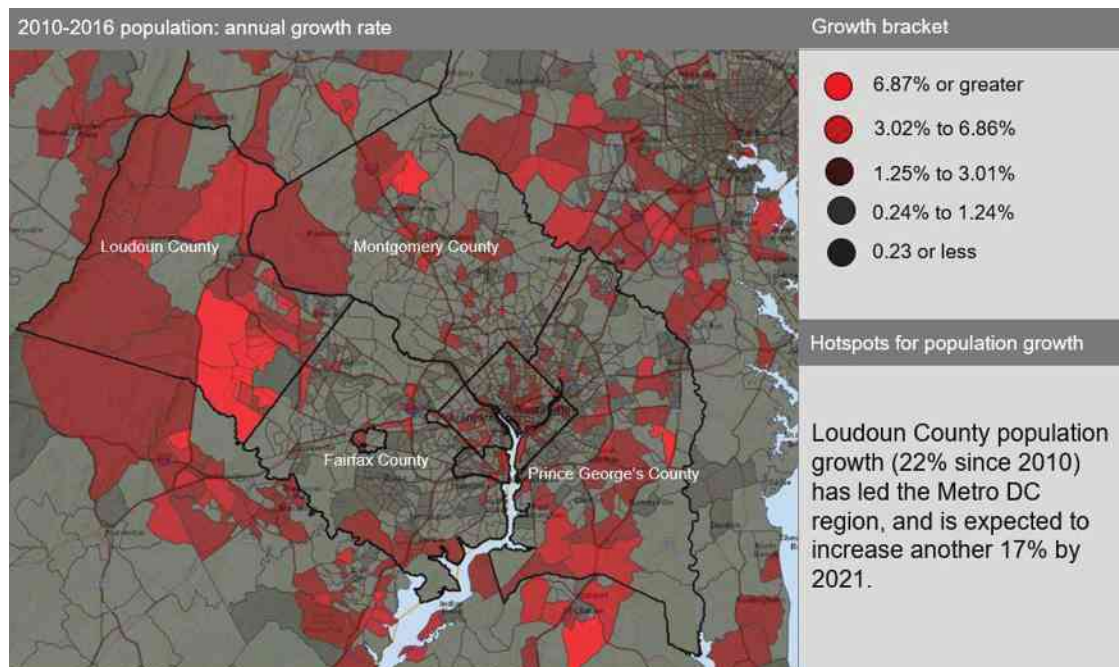 2010-2016 population: annual growth rate
Growth bracket
6.87% or greater
3.02% to 6.86%
1.25% to 3.01%
0.24% to 1.24%
0.23 or less
Loudoun County
Montgomery County
Fairfax County
Prince George's County
Hotspots for population growth
Loudoun County population
growth (22% since 2010)
has led the Metro DC
region, and is expected to
increase another 17% by
2021.